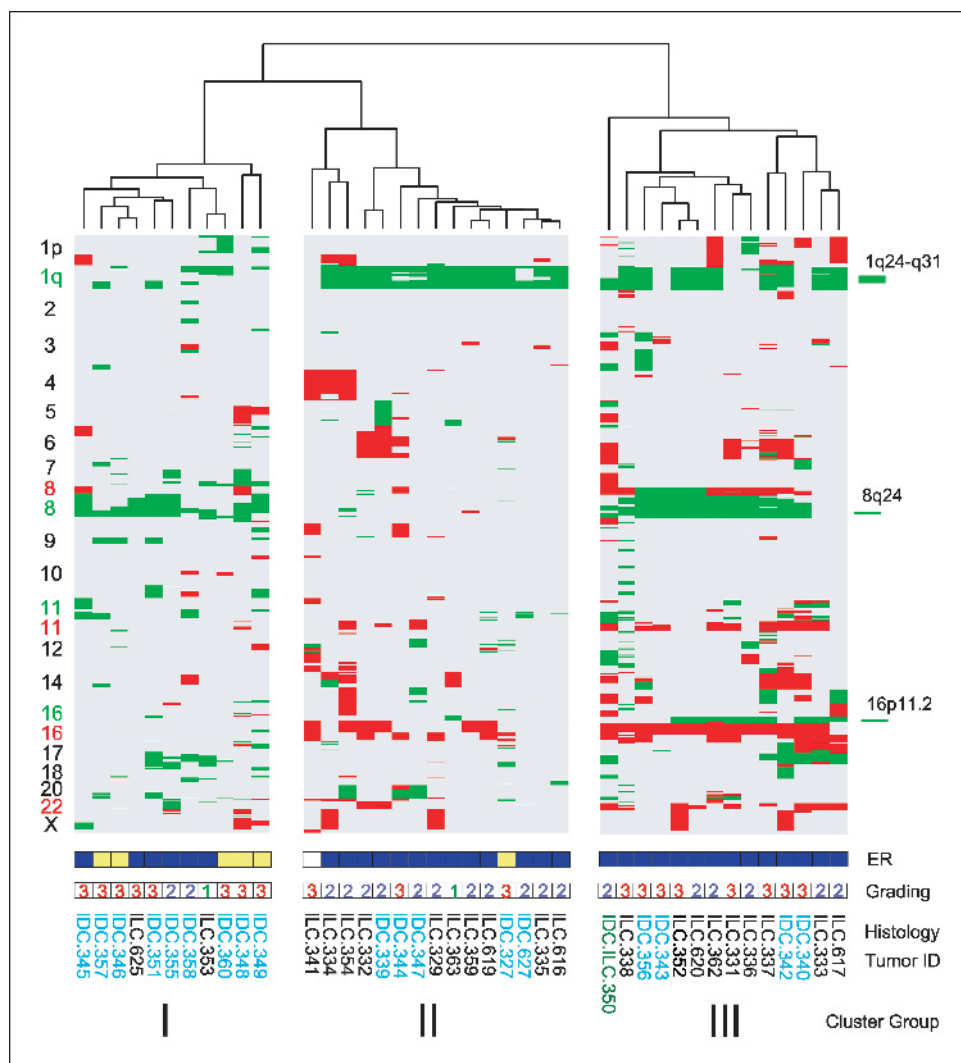 1p
1q
2
3
4
5
6
7
8
8
9
10
11
11
12
14
16
16
17
18
20
22
X
1q24-q31
8q24
16p11.2
ER
3 3 3 3 3 2 2 1 3 3 3
3 2 2 2 2 3 2 2 1 2 2 3 2 2 2
2 3 3 3 3 2 2 3 2 3 3 3 2 2
Grading
IDC.345 IDC.357 IDC.346 ILC.625 IDC.351 IDC.355 IDC.358 ILC.353 IDC.360 IDC.348 IDC.349
ILC.341 ILC.334 ILC.354 ILC.332 IDC.339 IDC.344 IDC.347 ILC.329 ILC.363 ILC.359 ILC.619 IDC.327 IDC.627 ILC.335 ILC.616
IDC.ILC.350 ILC.338 IDC.356 IDC.343 ILC.352 ILC.620 ILC.362 ILC.331 ILC.336 ILC.337 IDC.342 IDC.340 ILC.333 ILC.617
Histology
Tumor ID
I II III
Cluster Group